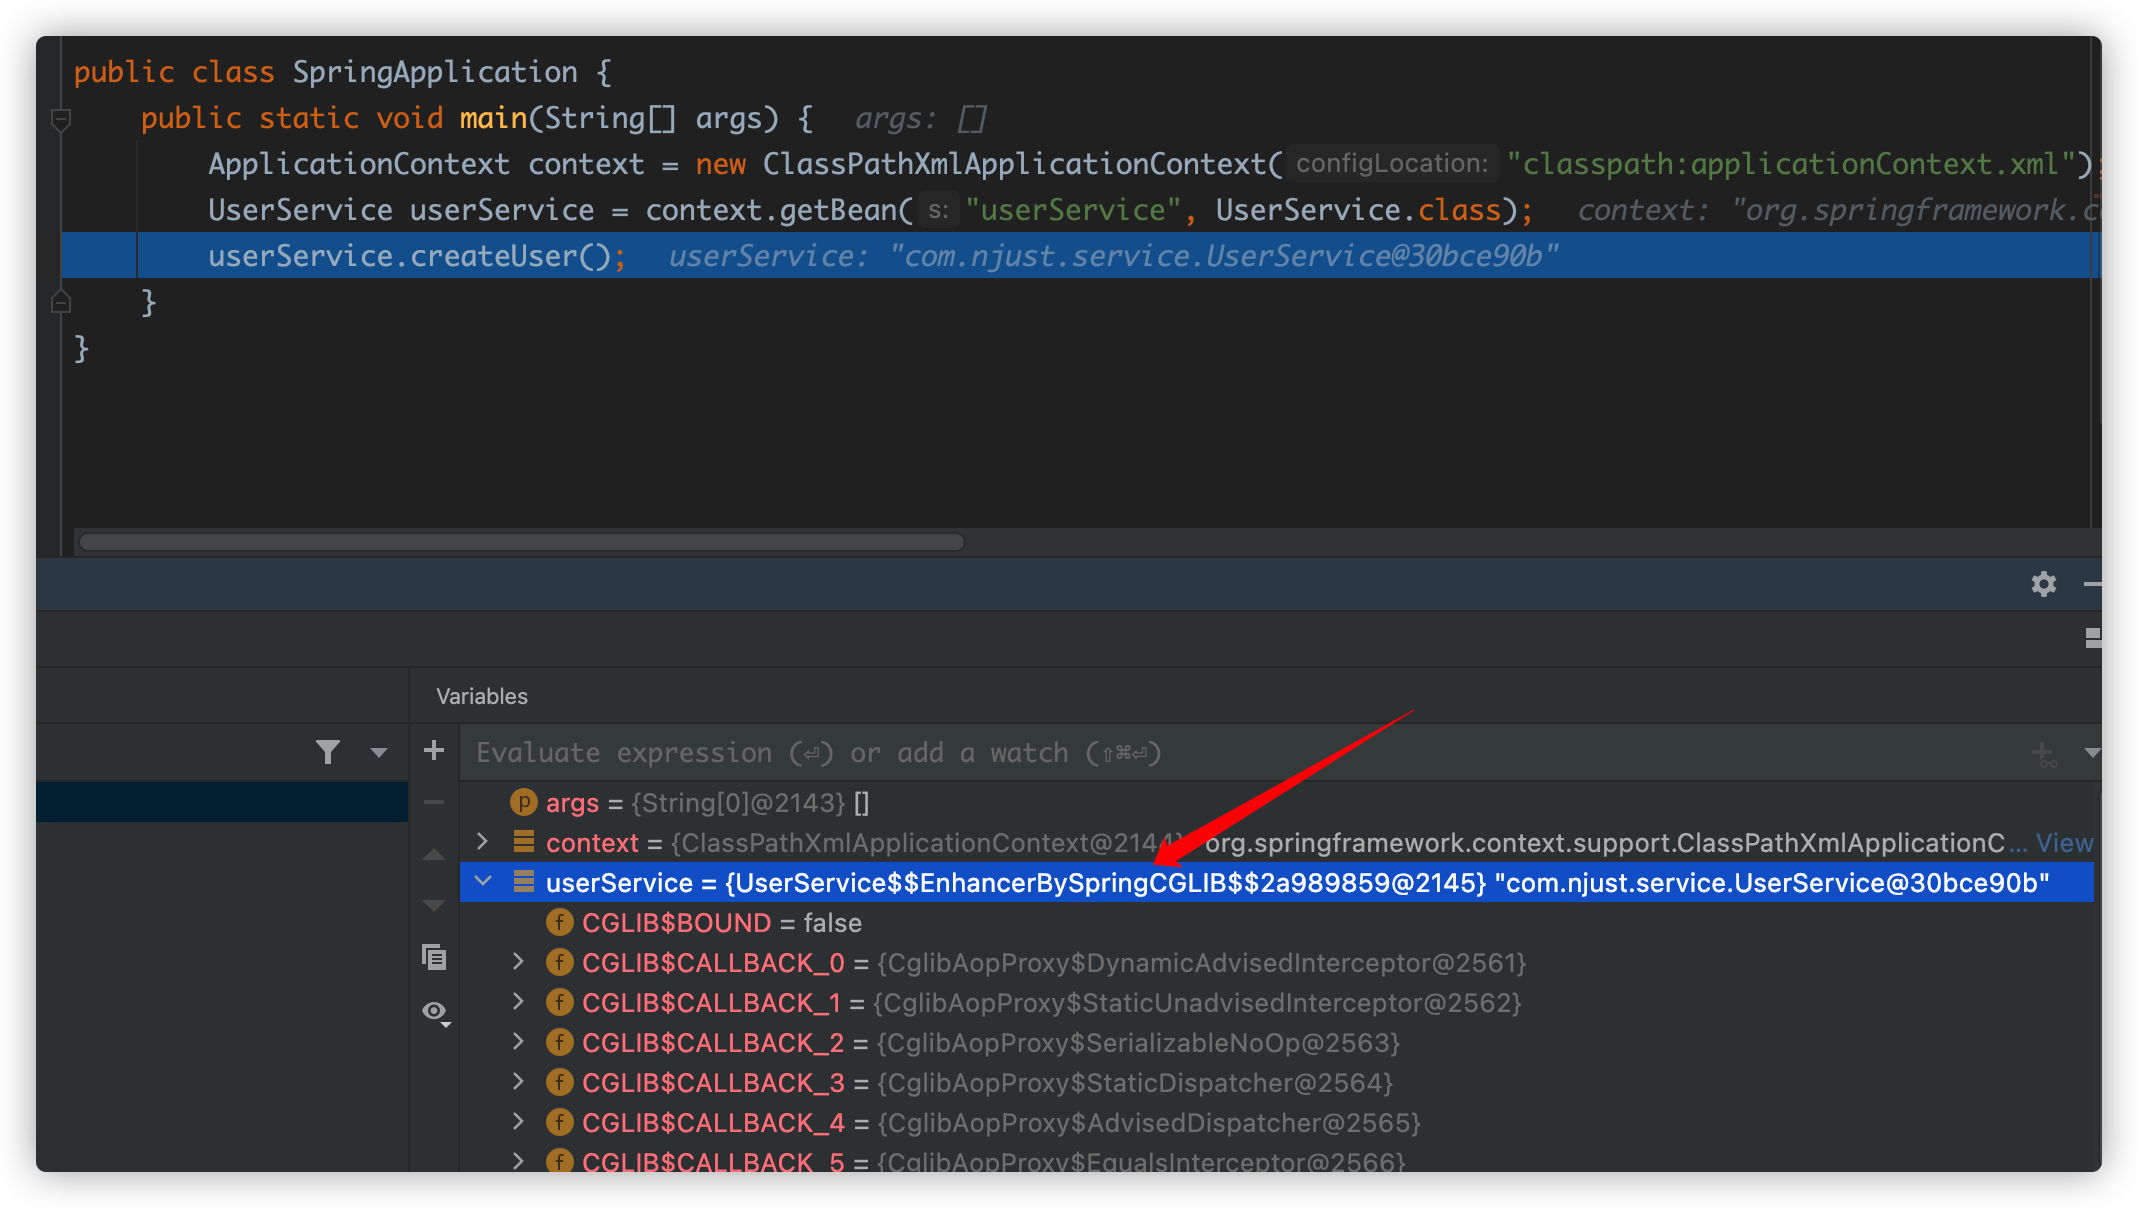 public class SpringApplication {
public static void main(String[] args) { args: []
ApplicationContext context = new ClassPathXmlApplicationContext( configLocation: "classpath:applicationContext.xml");
UserService userService = context.getBean( s: "userService", UserService.class); context: "org.springframework.c
userService.createUser(); userService: "com.njust.service.UserService@30bce90b"
}
}
Variables
Evaluate expression (⏎) or add a watch (⇧⌘⏎)
p args = {String[0]@2143} []
context = {ClassPathXmlApplicationContext@2144} org.springframework.context.support.ClassPathXmlApplicationC... View
userService = {UserService$$EnhancerBySpringCGLIB$$2a989859@2145} "com.njust.service.UserService@30bce90b"
f CGLIB$BOUND = false
f CGLIB$CALLBACK_0 = {CglibAopProxy$DynamicAdvisedInterceptor@2561}
f CGLIB$CALLBACK_1 = {CglibAopProxy$StaticUnadvisedInterceptor@2562}
f CGLIB$CALLBACK_2 = {CglibAopProxy$SerializableNoOp@2563}
f CGLIB$CALLBACK_3 = {CglibAopProxy$StaticDispatcher@2564}
f CGLIB$CALLBACK_4 = {CglibAopProxy$AdvisedDispatcher@2565}
f CGLIB$CALLBACK_5 = {CglibAopProxy$EqualsInterceptor@2566}